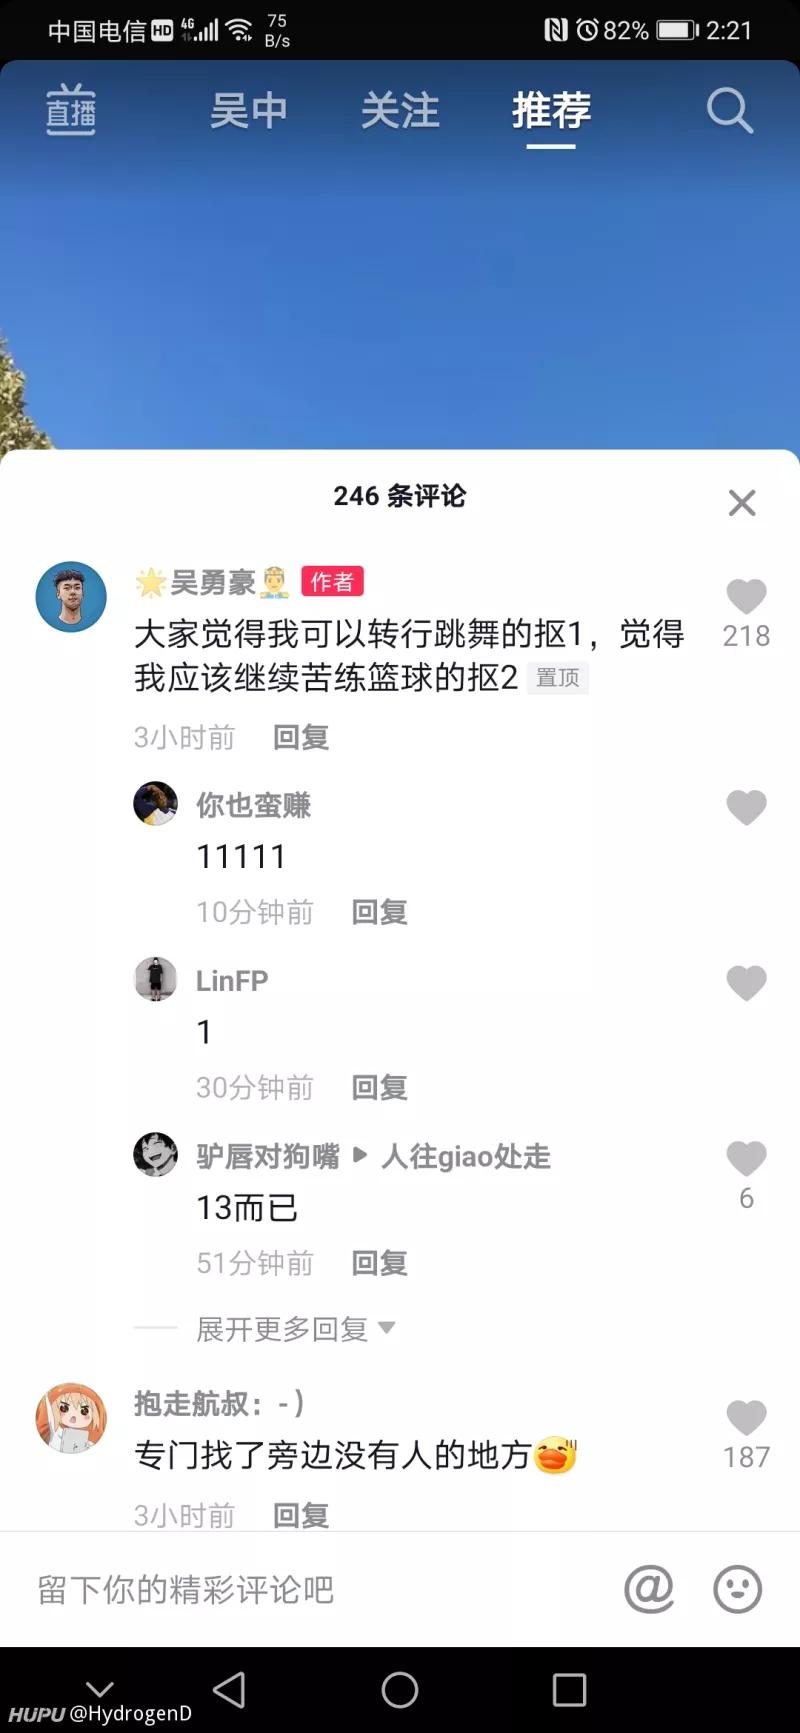 中国电信 HD 4G 75 B/s 82% 2:21
直播 吴中 关注 推荐
246 条评论
吴勇豪 作者
大家觉得我可以转行跳舞的抠1，觉得
我应该继续苦练篮球的抠2 置顶
218
3小时前 回复
你也蛮赚
11111
10分钟前 回复
LinFP
1
30分钟前 回复
驴唇对狗嘴 ▶ 人往giao处走
13而已
6
51分钟前 回复
展开更多回复
抱走航叔：-）
专门找了旁边没有人的地方
187
3小时前 回复
留下你的精彩评论吧 @
HUPU @HydrogenD